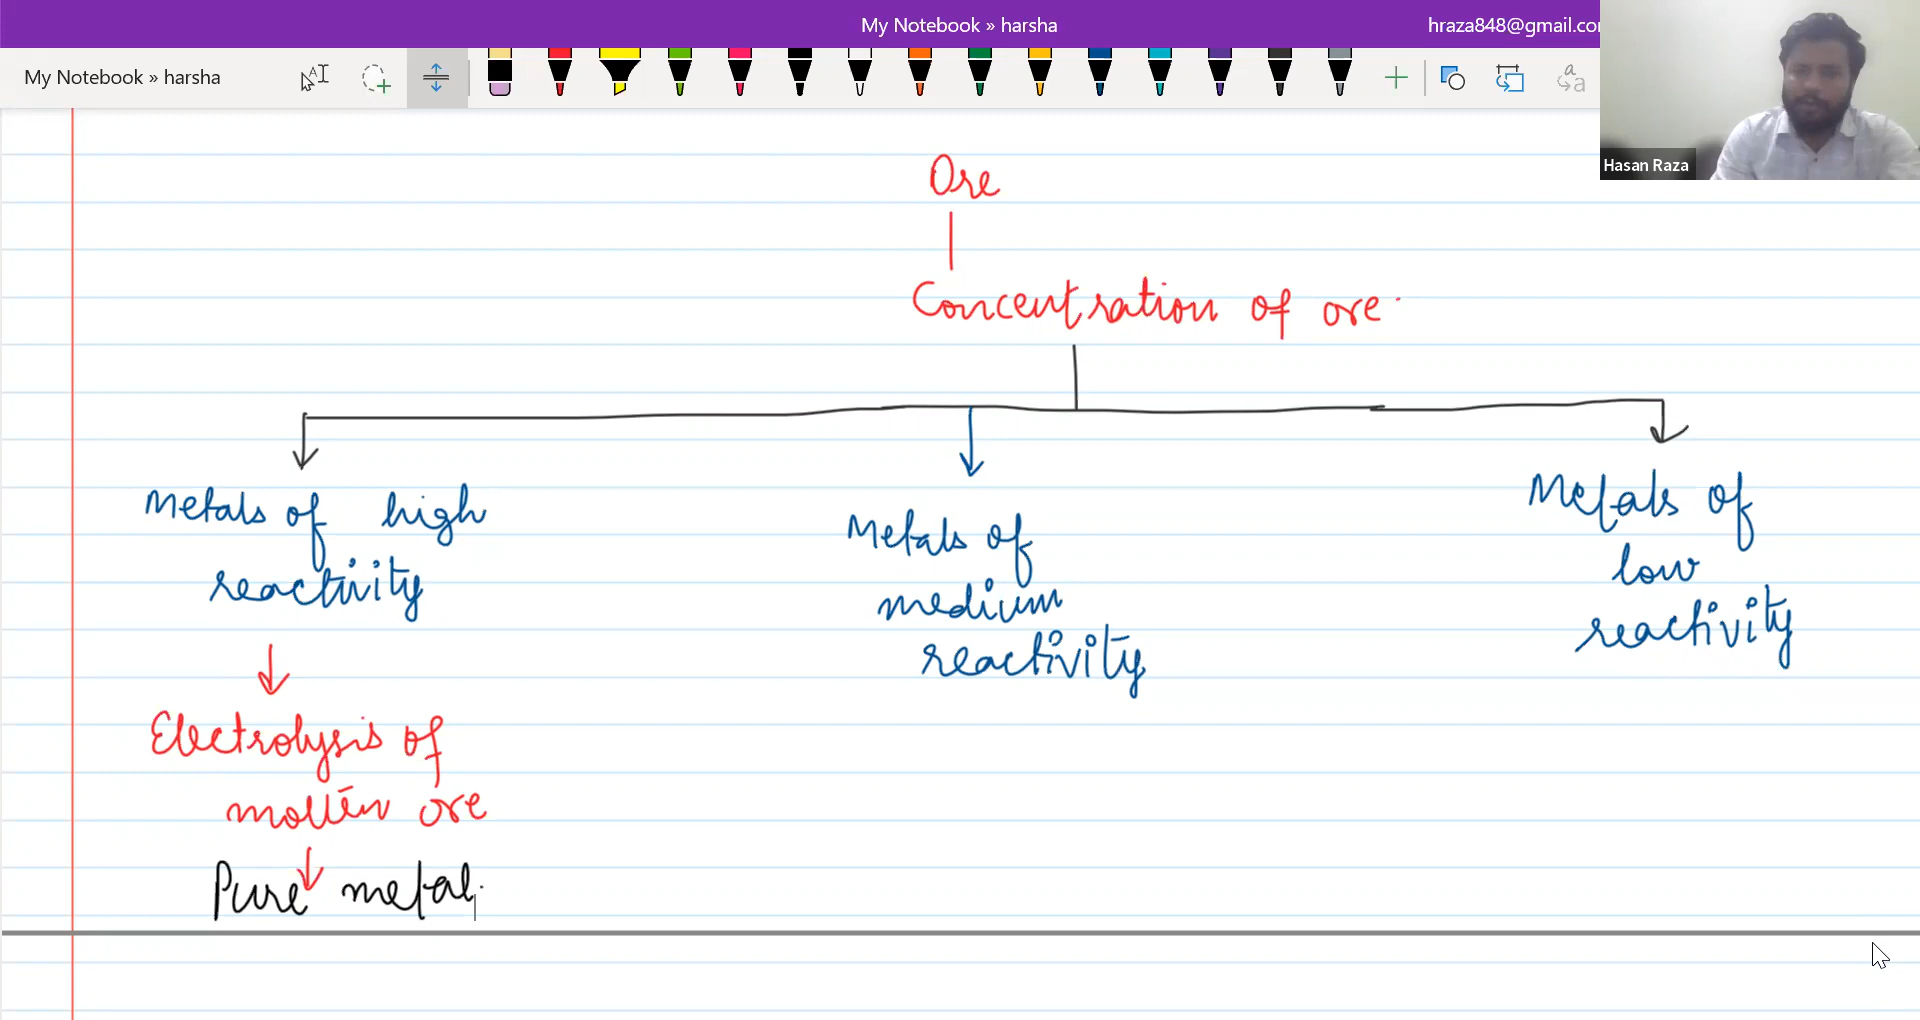 My Notebook » harsha
hraza848@gmail.co
My Notebook » harsha
Hasan Raza
Ore
Concentration of ore.
Metals of high
reactivity
Metals of
medium
reactivity
Metals of
low
reactivity
Electrolysis of
molten ore
Pure metal.